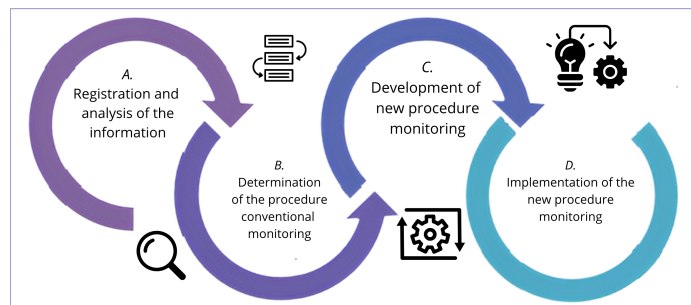 A.
Registration and
analysis of the
information
B.
Determination
of the procedure
conventional
monitoring
C.
Development of
new procedure
monitoring
D.
Implementation of the
new procedure
monitoring